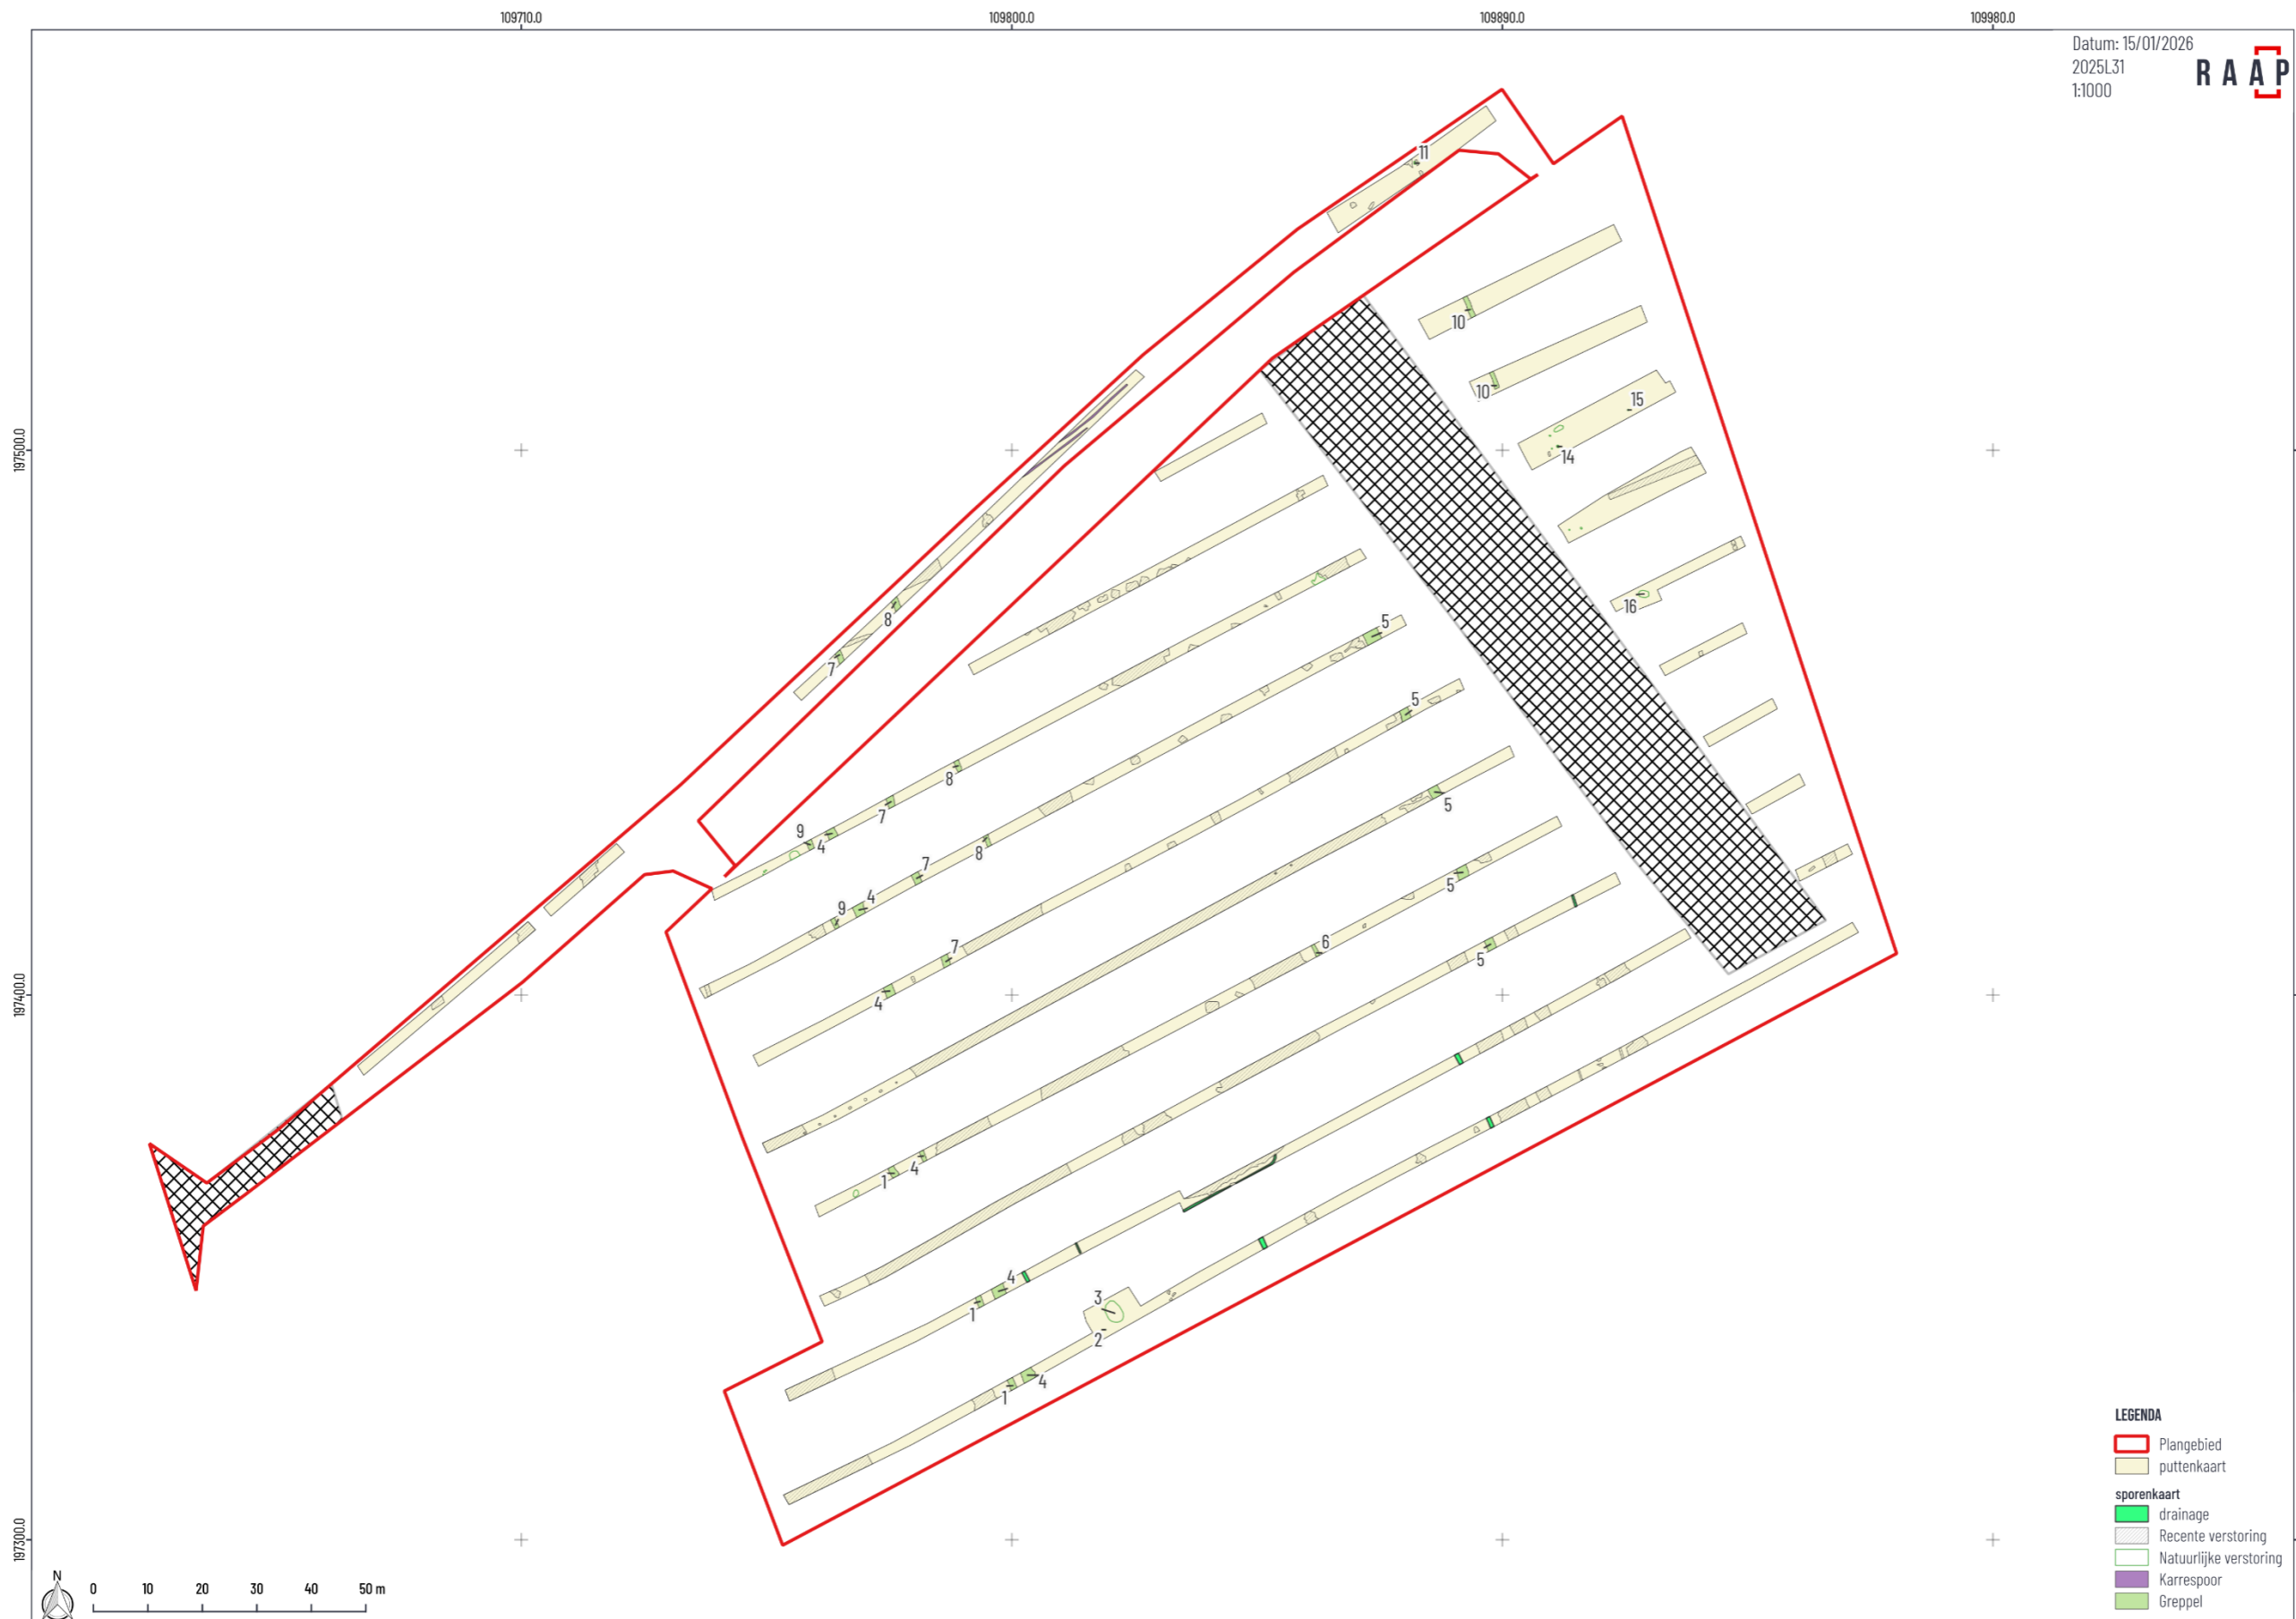 109710.0
109800.0
109890.0
109980.0
Datum: 15/01/2026
2025L31
1:1000
RAAP
197500.0
197400.0
197300.0
11
10
10
15
14
16
8
7
5
5
8
7
9
4
5
7
8
9
4
5
7
6
4
5
1
4
4
1
3
2
1
4
LEGENDA
Plangebied
puttenkaart
sporenkaart
drainage
Recente verstoring
Natuurlijke verstoring
Karrespoor
Greppel
N
0 10 20 30 40 50 m